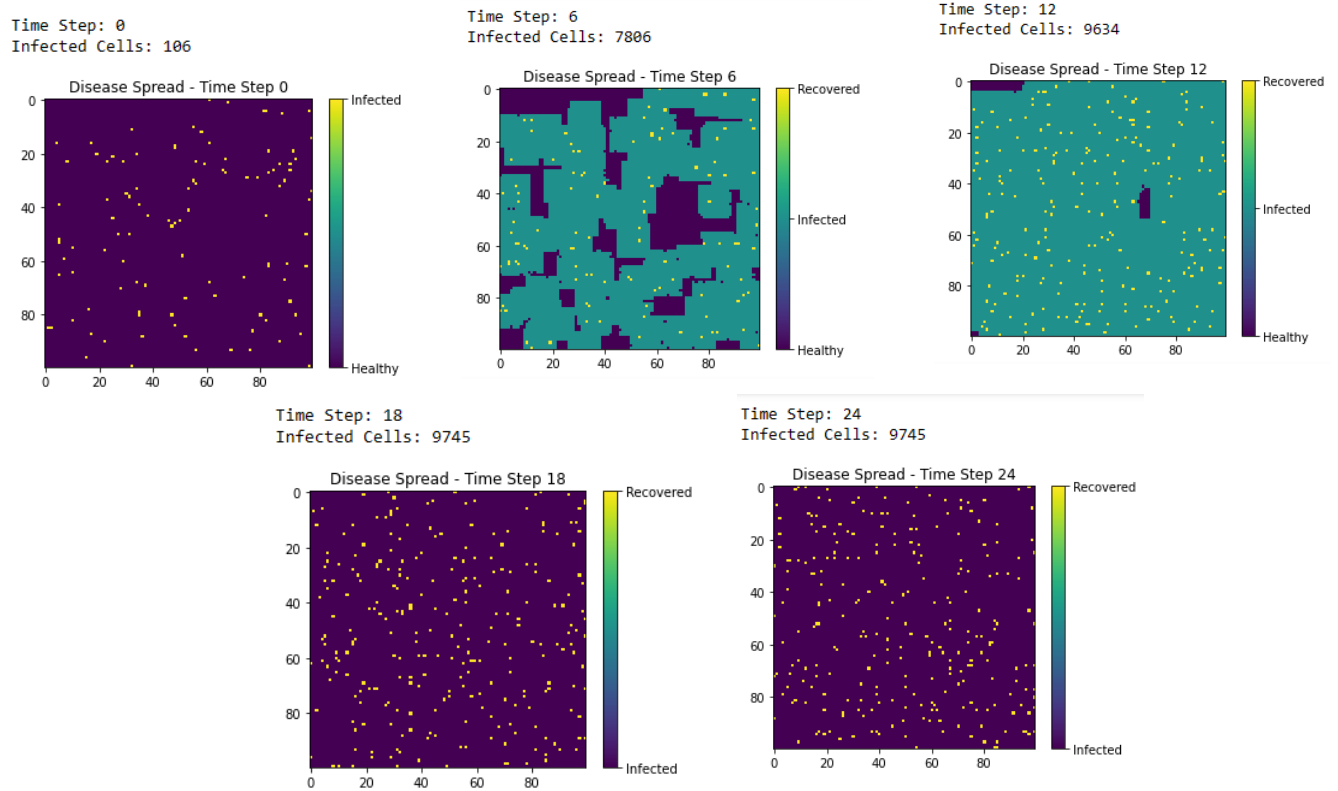 Time Step: 0
Infected Cells: 106
Disease Spread - Time Step 0
0
20
40
60
80
0
20
40
60
80
Infected
Healthy
Time Step: 6
Infected Cells: 7806
Disease Spread - Time Step 6
0
20
40
60
80
0
20
40
60
80
Recovered
Infected
Healthy
Time Step: 12
Infected Cells: 9634
Disease Spread - Time Step 12
0
20
40
60
80
0
20
40
60
80
Recovered
Infected
Healthy
Time Step: 18
Infected Cells: 9745
Disease Spread - Time Step 18
0
20
40
60
80
0
20
40
60
80
Recovered
Infected
Time Step: 24
Infected Cells: 9745
Disease Spread - Time Step 24
0
20
40
60
80
0
20
40
60
80
Recovered
Infected